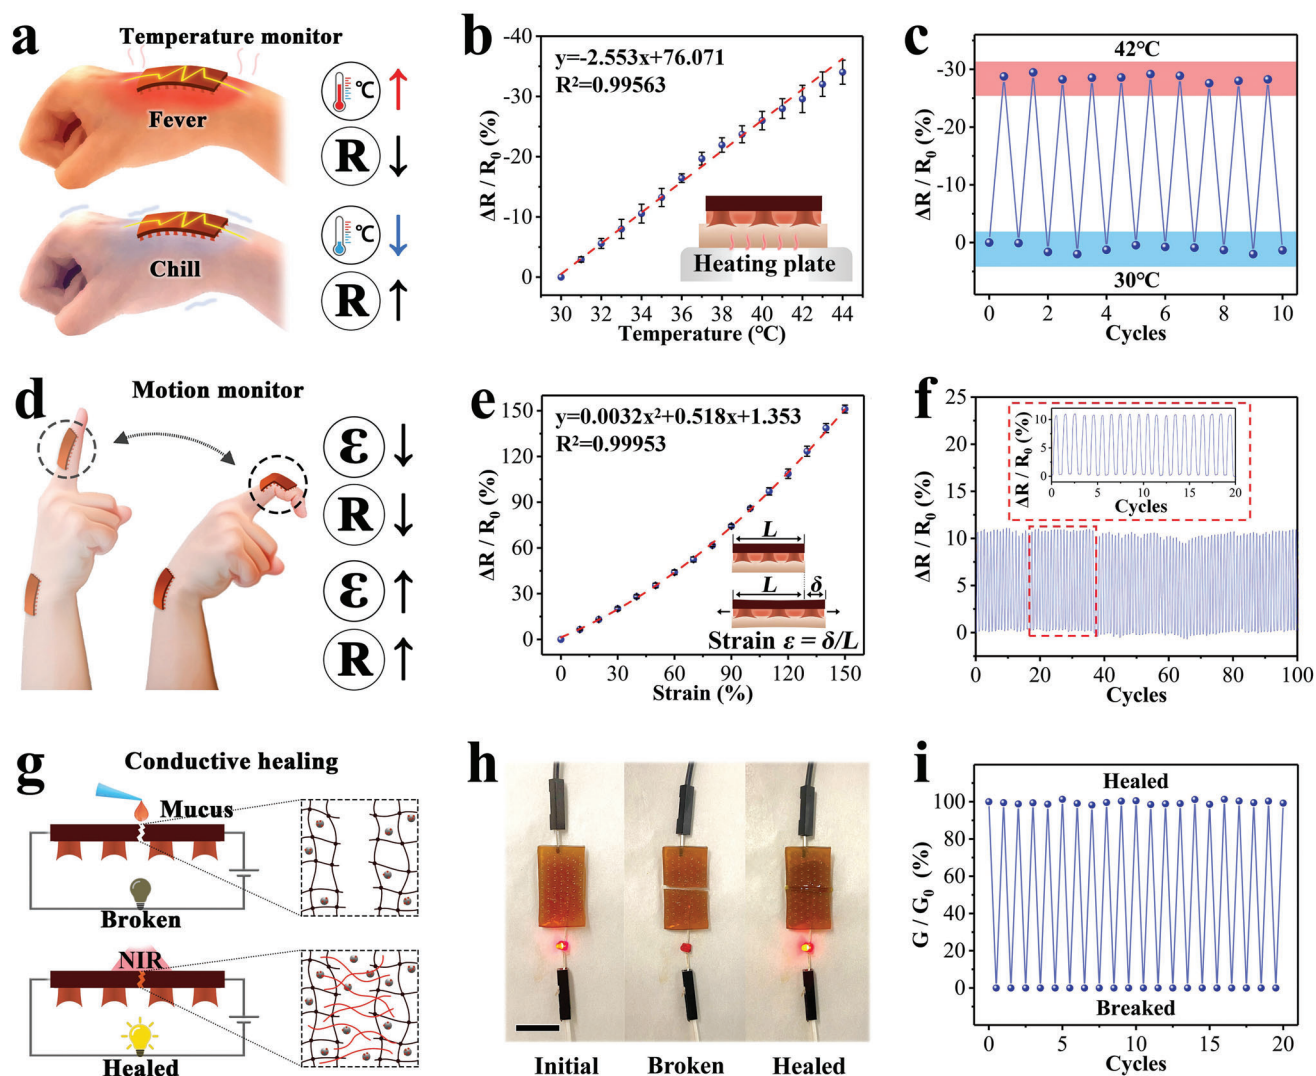 a
Temperature monitor
Fever
°C
R
Chill
°C
R
b
y=-2.553x+76.071
R²=0.99563
ΔR / R₀ (%)
-40
-30
-20
-10
0
Heating plate
30 32 34 36 38 40 42 44
Temperature (°C)
c
42°C
ΔR / R₀ (%)
-30
-20
-10
0
30°C
0 2 4 6 8 10
Cycles
d
Motion monitor
ε
R
ε
R
e
y=0.0032x²+0.518x+1.353
R²=0.99953
ΔR / R₀ (%)
150
120
90
60
30
0
L
L δ
Strain ε = δ/L
0 30 60 90 120 150
Strain (%)
f
ΔR / R₀ (%)
25
20
15
10
5
0
ΔR / R₀ (%)
10
5
0
0 5 10 15 20
Cycles
0 20 40 60 80 100
Cycles
g
Conductive healing
Mucus
Broken
NIR
Healed
h
Initial Broken Healed
i
G / G₀ (%)
100
80
60
40
20
0
Healed
Breaked
0 5 10 15 20
Cycles